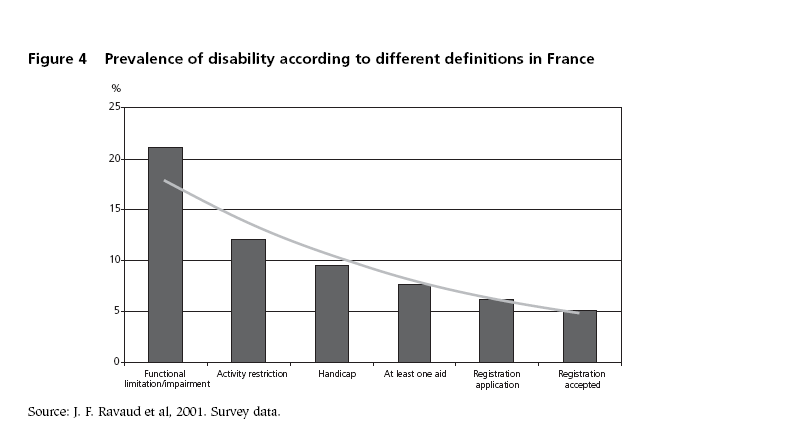 Figure 4 Prevalence of disability according to different definitions in France
%
25
20
15
10
5
0
Functional
limitation/impairment
Activity restriction
Handicap
At least one aid
Registration
application
Registration
accepted
Source: J. F. Ravaud et al, 2001. Survey data.